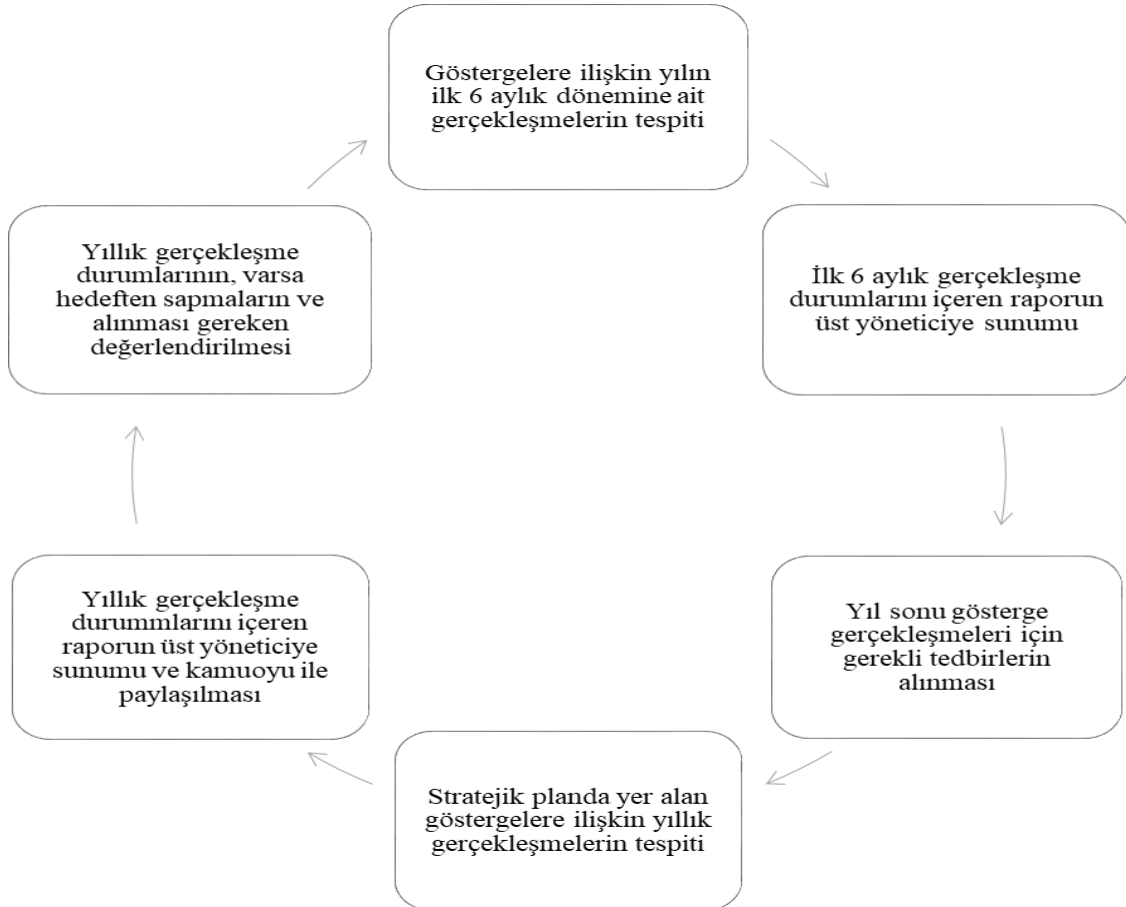 Göstergelere ilişkin yılın
ilk 6 aylık dönemine ait
gerçekleşmelerin tespiti
İlk 6 aylık gerçekleşme
durumlarını içeren raporun
üst yöneticiye sunumu
Yıl sonu gösterge
gerçekleşmeleri için
gerekli tedbirlerin
alınması
Stratejik planda yer alan
göstergelere ilişkin yıllık
gerçekleşmelerin tespiti
Yıllık gerçekleşme
durummlarını içeren
raporun üst yöneticiye
sunumu ve kamuoyu ile
paylaşılması
Yıllık gerçekleşme
durumlarının, varsa
hedeften sapmaların ve
alınması gereken
değerlendirilmesi